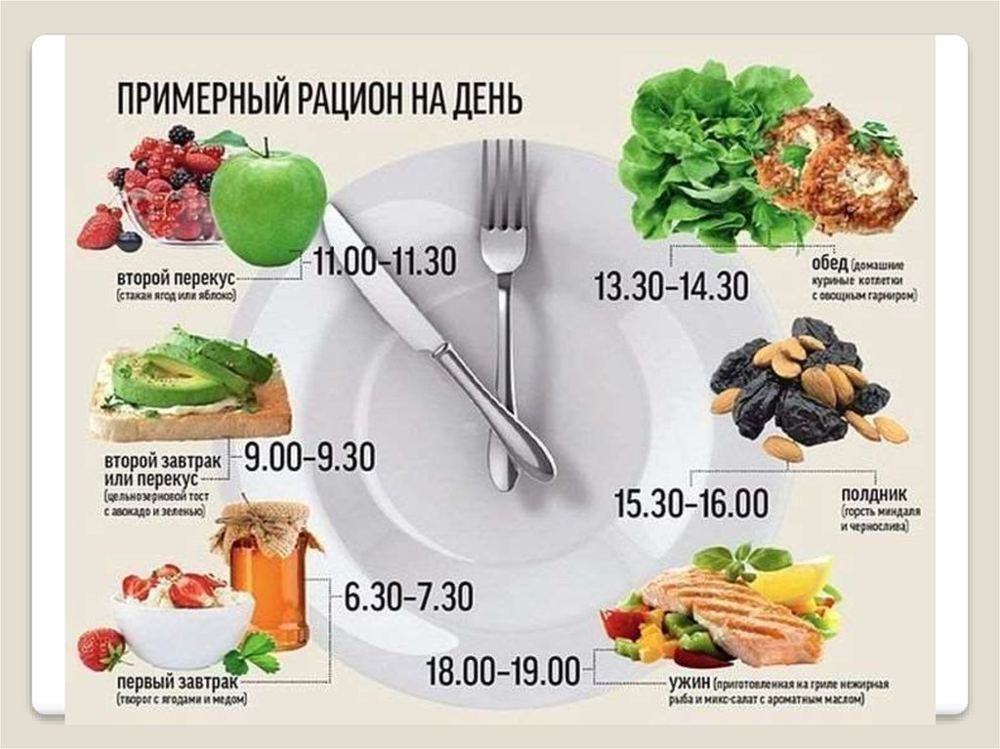 ПРИМЕРНЫЙ РАЦИОН НА ДЕНЬ
11.00-11.30
второй перекус
(стакан ягод или яблоко)
13.30-14.30
обед (домашние
куриные котлетки
с овощным гарниром)
9.00-9.30
второй завтрак
или перекус
(цельнозерновой тост
с авокадо и зеленью)
15.30-16.00
полдник
(горсть миндаля
и чернослива)
6.30-7.30
первый завтрак
(творог с ягодами и медом)
18.00-19.00
ужин (приготовленная на гриле нежирная
рыба и микс-салат с ароматным маслом)